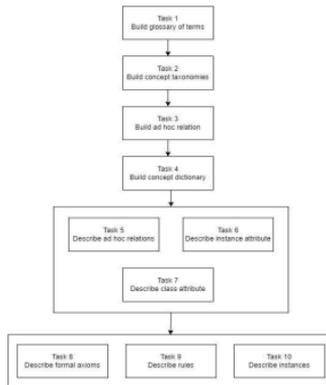 Task 1
Build glossary of terms
Task 2
Build concept taxonomies
Task 3
Build ad hoc relation
Task 4
Build concept dictionary
Task 5
Describe ad hoc relations
Task 6
Describe instance attribute
Task 7
Describe class attribute
Task 8
Describe formal axioms
Task 9
Describe rules
Task 10
Describe instances